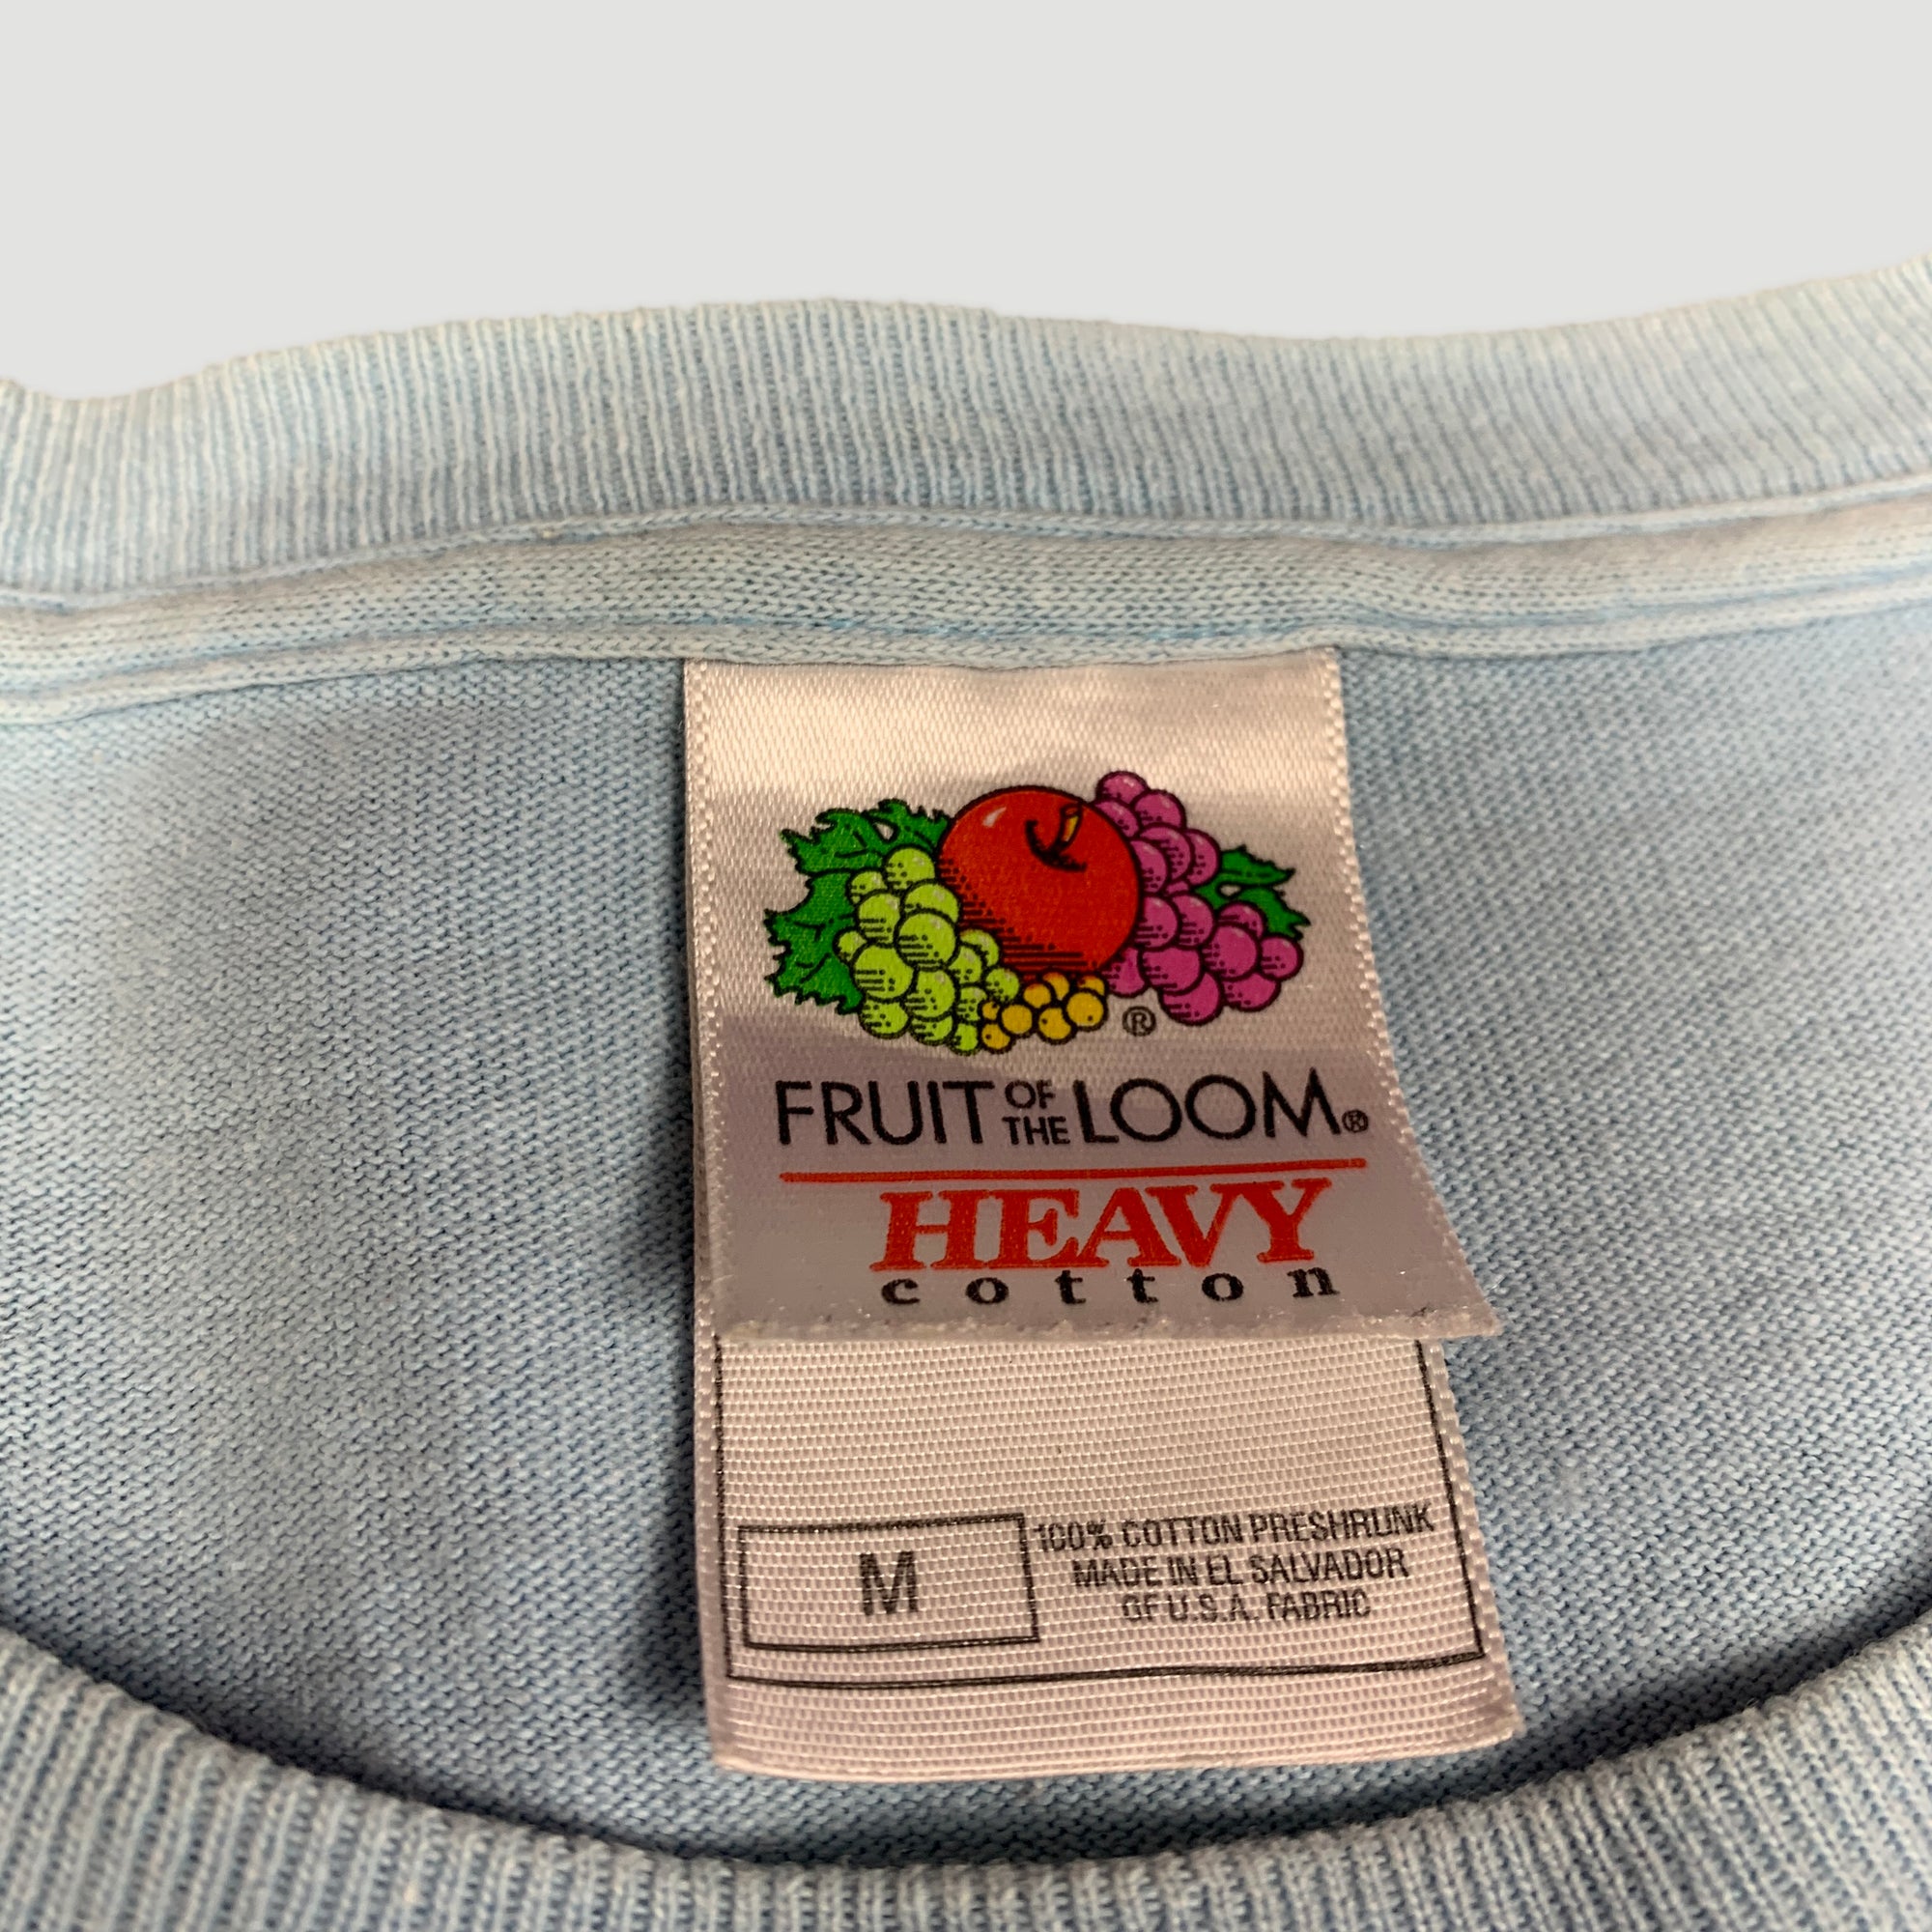 ®
FRUIT OF THE LOOM®
HEAVY
cotton
M
100% COTTON PRESHRUNK
MADE IN EL SALVADOR
OF U.S.A. FABRIC